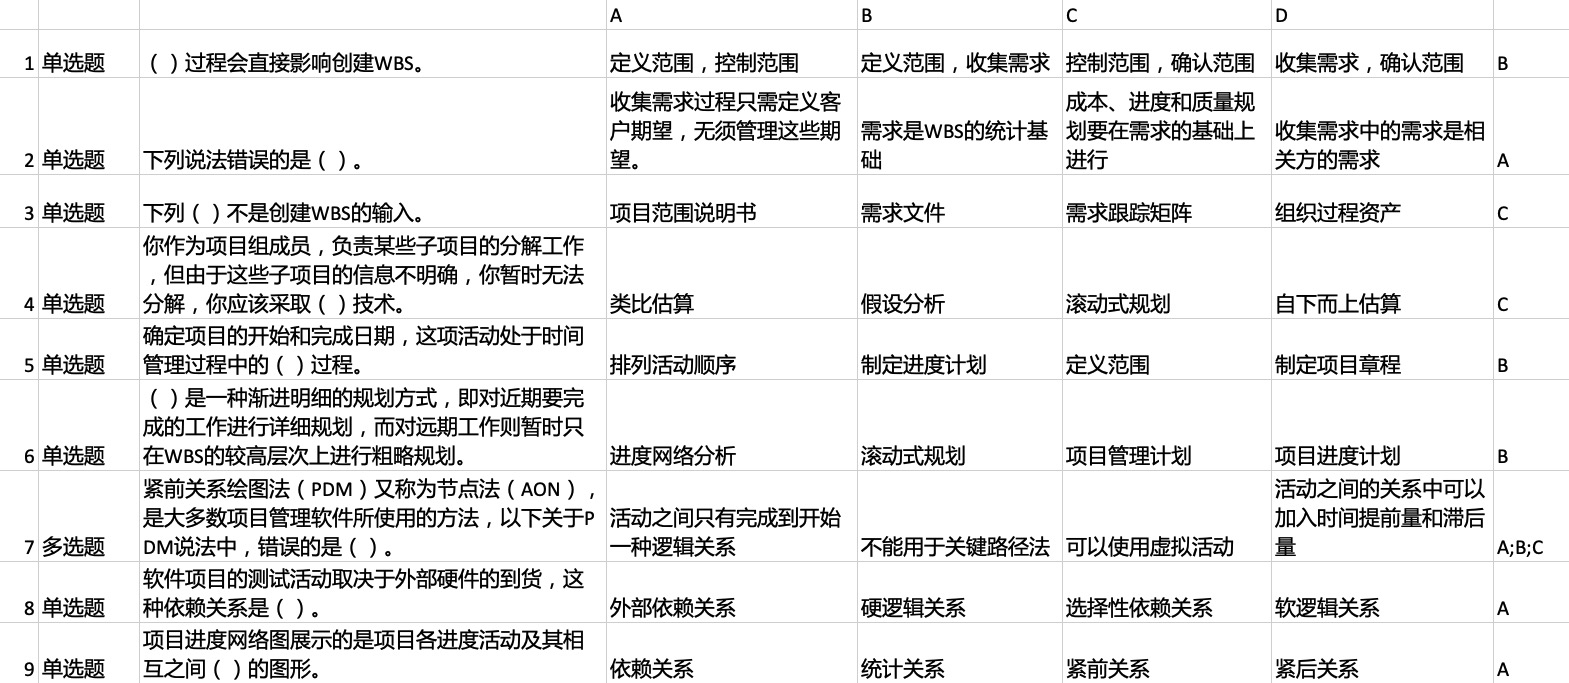 A B C D
1 单选题 （ ）过程会直接影响创建WBS。 定义范围，控制范围 定义范围，收集需求 控制范围，确认范围 收集需求，确认范围 B
收集需求过程只需定义客 成本、进度和质量规
户期望，无须管理这些期 需求是WBS的统计基 划要在需求的基础上 收集需求中的需求是相
2 单选题 下列说法错误的是（ ）。 望。 础 进行 关方的需求 A
3 单选题 下列（ ）不是创建WBS的输入。 项目范围说明书 需求文件 需求跟踪矩阵 组织过程资产 C
你作为项目组成员，负责某些子项目的分解工作
，但由于这些子项目的信息不明确，你暂时无法
4 单选题 分解，你应该采取（ ）技术。 类比估算 假设分析 滚动式规划 自下而上估算 C
确定项目的开始和完成日期，这项活动处于时间
5 单选题 管理过程中的（ ）过程。 排列活动顺序 制定进度计划 定义范围 制定项目章程 B
（ ）是一种渐进明细的规划方式，即对近期要完
成的工作进行详细规划，而对远期工作则暂时只
6 单选题 在WBS的较高层次上进行粗略规划。 进度网络分析 滚动式规划 项目管理计划 项目进度计划 B
紧前关系绘图法（PDM）又称为节点法（AON）， 活动之间的关系中可以
是大多数项目管理软件所使用的方法，以下关于P 活动之间只有完成到开始 加入时间提前量和滞后
7 多选题 DM说法中，错误的是（ ）。 一种逻辑关系 不能用于关键路径法 可以使用虚拟活动 量 A;B;C
软件项目的测试活动取决于外部硬件的到货，这
8 单选题 种依赖关系是（ ）。 外部依赖关系 硬逻辑关系 选择性依赖关系 软逻辑关系 A
项目进度网络图展示的是项目各进度活动及其相
9 单选题 互之间（ ）的图形。 依赖关系 统计关系 紧前关系 紧后关系 A